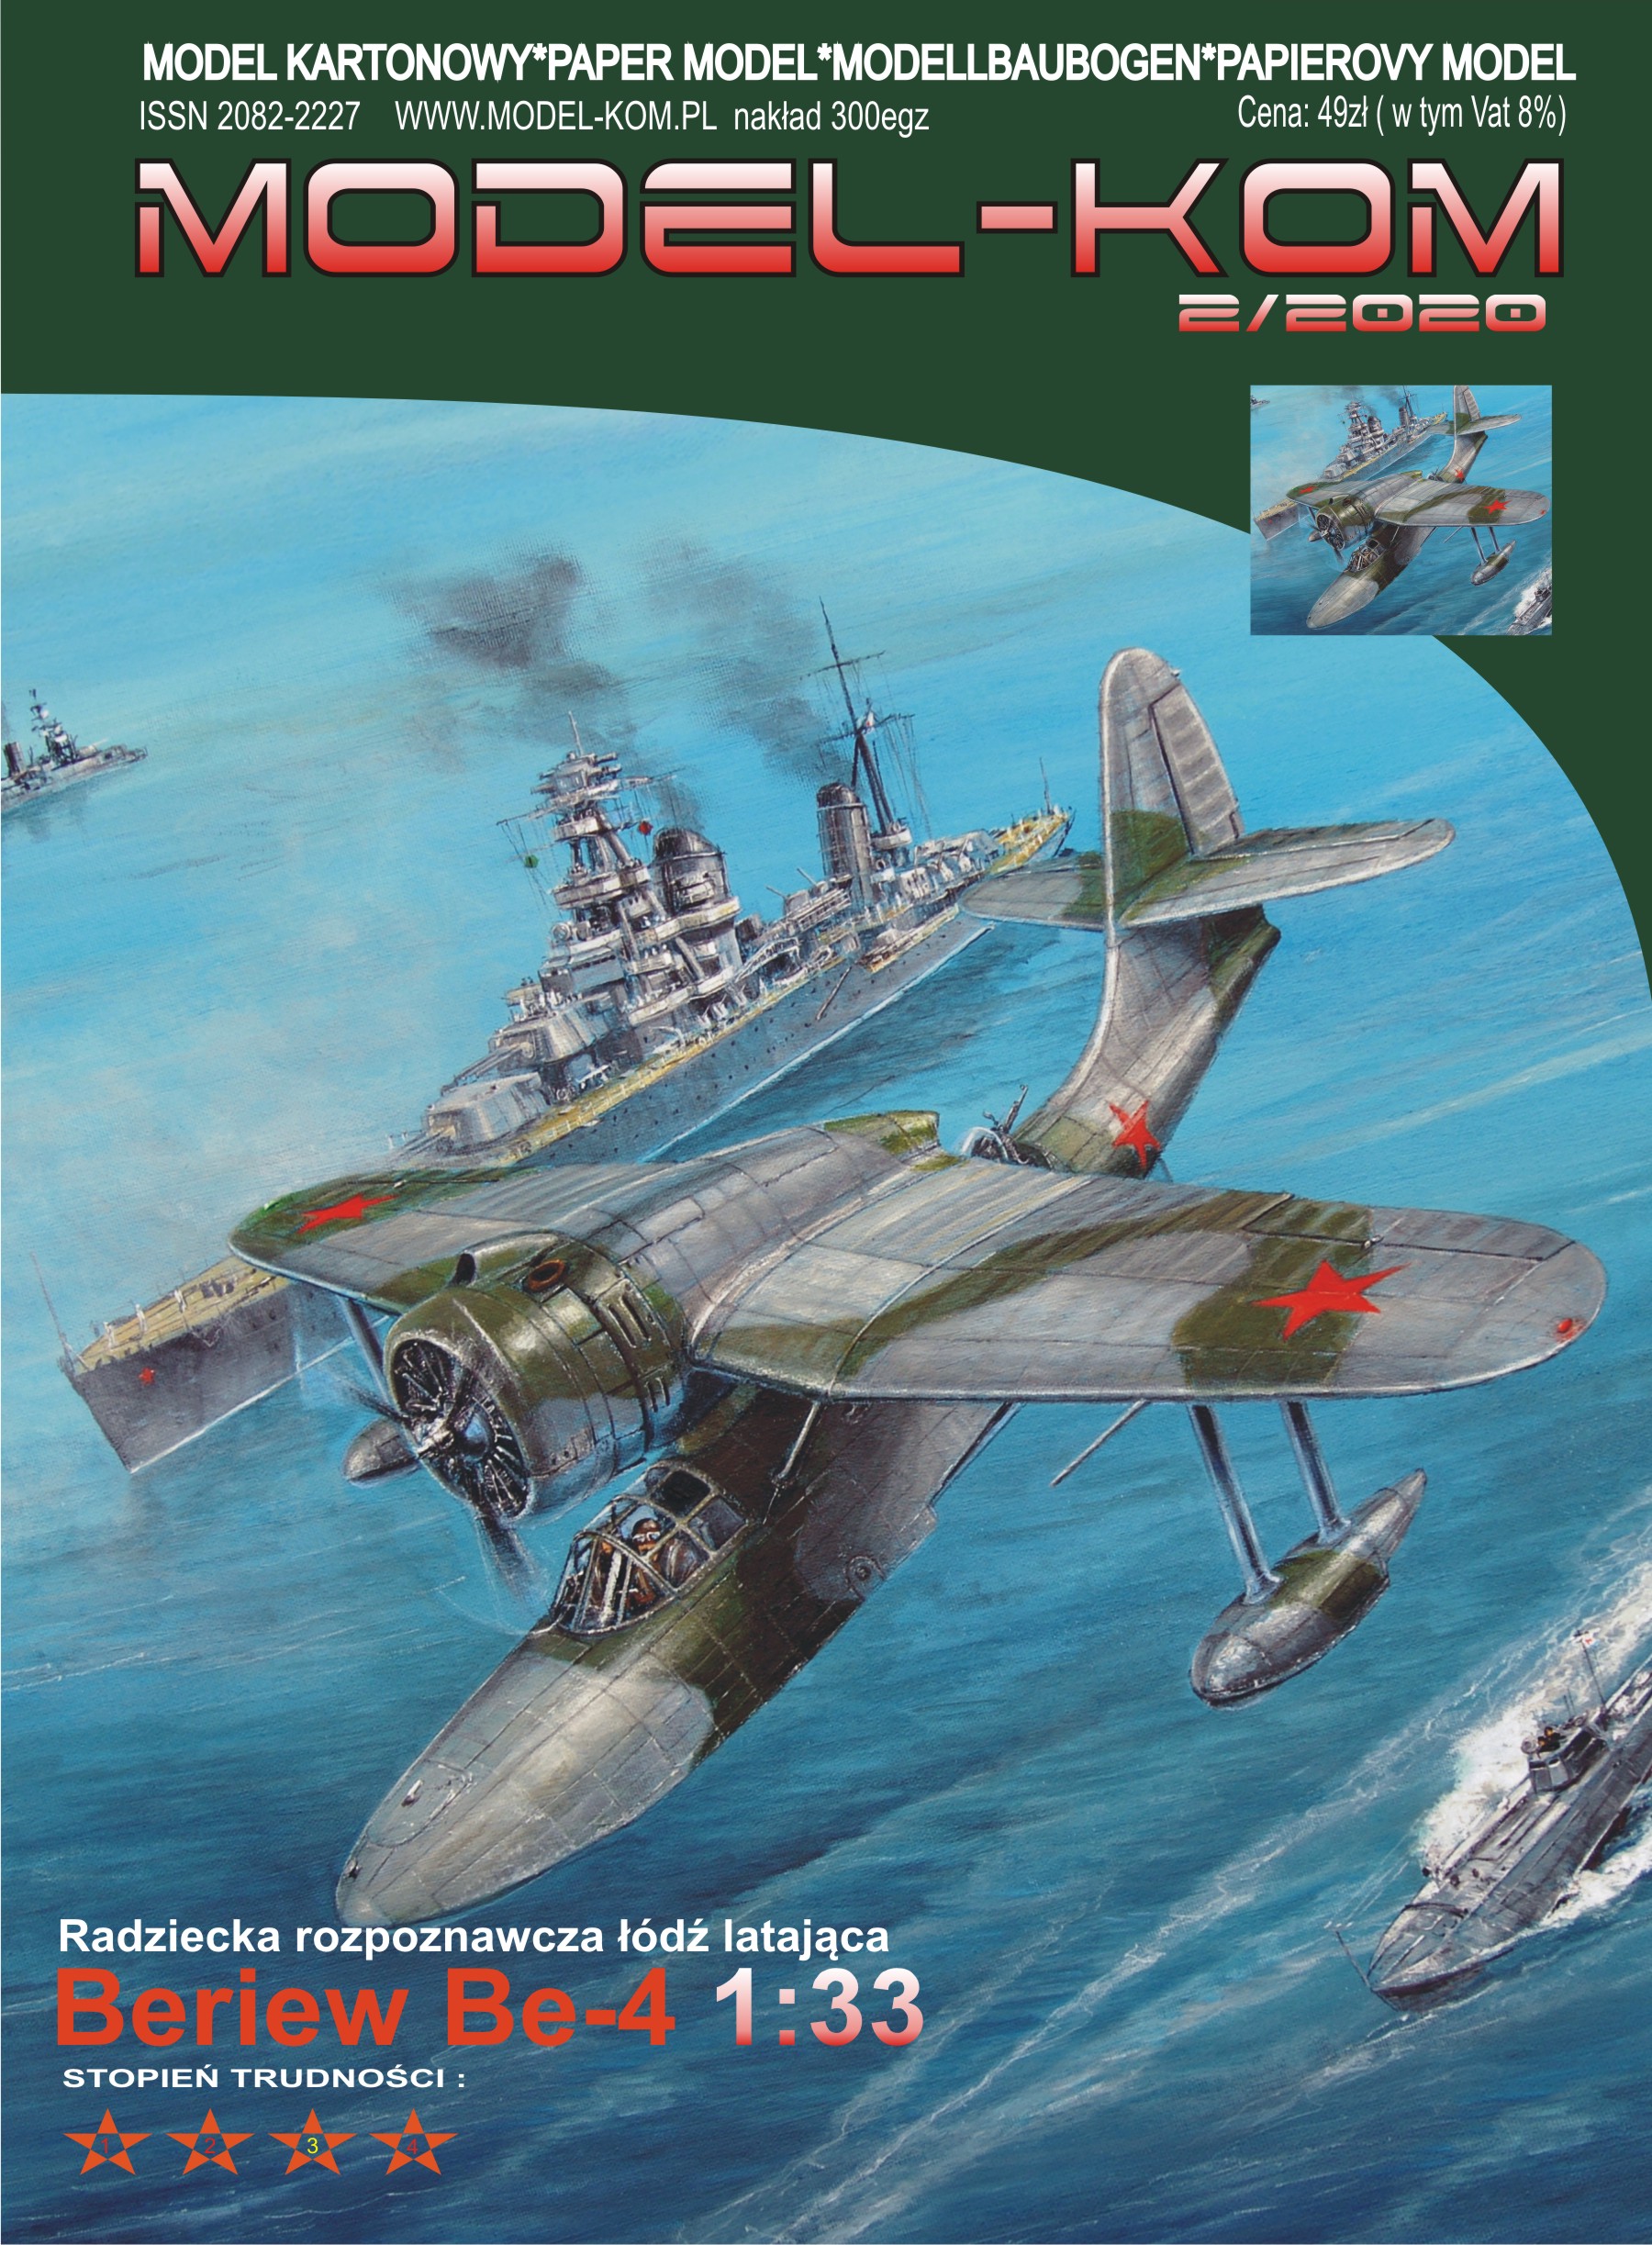 MODEL KARTONOWY*PAPER MODEL*MODELLBAUBOGEN*PAPIEROVY MODEL
ISSN 2082-2227 WWW.MODEL-KOM.PL nakład 300egz Cena: 49zł ( w tym Vat 8%)
MODEL-KOM
2/2020
Radziecka rozpoznawcza łódź latająca
Beriew Be-4 1:33
STOPIEŃ TRUDNOŚCI :
1 2 3 4